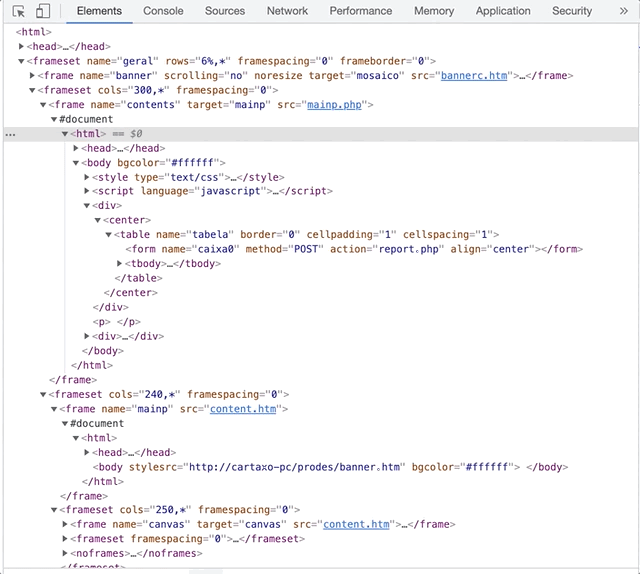 Elements Console Sources Network Performance Memory Application Security »
<html>
<head>…</head>
<frameset name="geral" rows="6%,*" framespacing="0" frameborder="0">
<frame name="banner" scrolling="no" noresize target="mosaico" src="bannerc.htm">…</frame>
<frameset cols="300,*" framespacing="0">
<frame name="contents" target="mainp" src="mainp.php">
#document
… <html> == $0
<head>…</head>
<body bgcolor="#ffffff">
<style type="text/css">…</style>
<script language="javascript">…</script>
<div>
<center>
<table name="tabela" border="0" cellpadding="1" cellspacing="1">
<form name="caixa0" method="POST" action="report.php" align="center"></form>
<tbody>…</tbody>
</table>
</center>
</div>
<p> </p>
<div>…</div>
</body>
</html>
</frame>
<frameset cols="240,*" framespacing="0">
<frame name="mainp" src="content.htm">
#document
<html>
<head>…</head>
<body stylesrc="http://cartaxo-pc/prodes/banner.htm" bgcolor="#ffffff"> </body>
</html>
</frame>
<frameset cols="250,*" framespacing="0">
<frame name="canvas" target="canvas" src="content.htm">…</frame>
<frameset framespacing="0">…</frameset>
<noframes>…</noframes>
</frameset>